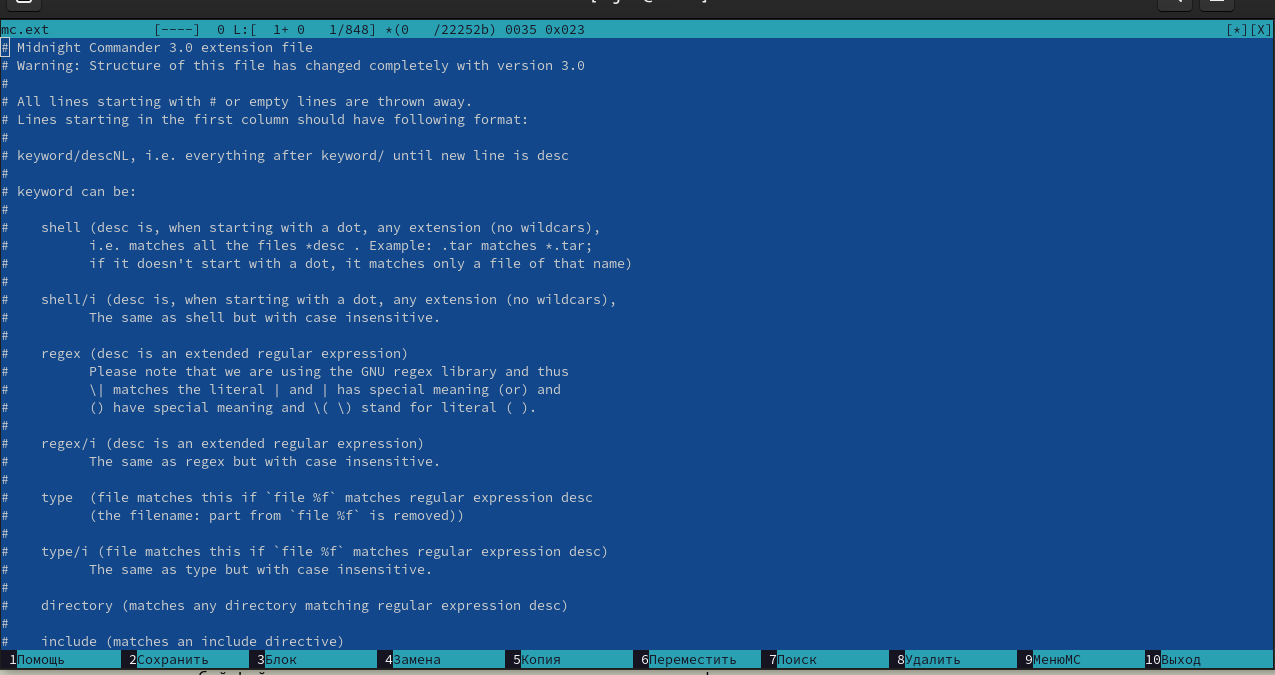 mc.ext [----] 0 L:[ 1+ 0 1/848] *(0 /22252b) 0035 0x023 [*][X]
# Midnight Commander 3.0 extension file
# Warning: Structure of this file has changed completely with version 3.0
#
# All lines starting with # or empty lines are thrown away.
# Lines starting in the first column should have following format:
#
# keyword/descNL, i.e. everything after keyword/ until new line is desc
#
# keyword can be:
#
# shell (desc is, when starting with a dot, any extension (no wildcars),
# i.e. matches all the files *desc . Example: .tar matches *.tar;
# if it doesn't start with a dot, it matches only a file of that name)
#
# shell/i (desc is, when starting with a dot, any extension (no wildcars),
# The same as shell but with case insensitive.
#
# regex (desc is an extended regular expression)
# Please note that we are using the GNU regex library and thus
# \| matches the literal | and | has special meaning (or) and
# () have special meaning and \( \) stand for literal ( ).
#
# regex/i (desc is an extended regular expression)
# The same as regex but with case insensitive.
#
# type (file matches this if `file %f` matches regular expression desc
# (the filename: part from `file %f` is removed))
#
# type/i (file matches this if `file %f` matches regular expression desc)
# The same as type but with case insensitive.
#
# directory (matches any directory matching regular expression desc)
#
# include (matches an include directive)
1Помощь 2Сохранить 3Блок 4Замена 5Копия 6Переместить 7Поиск 8Удалить 9МенюМС 10Выход